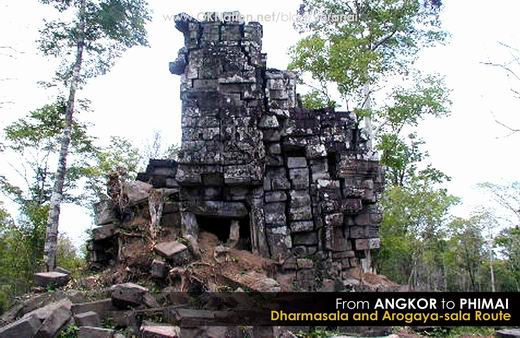 From ANGKOR to PHIMAI
Dharmasala and Arogaya-sala Route